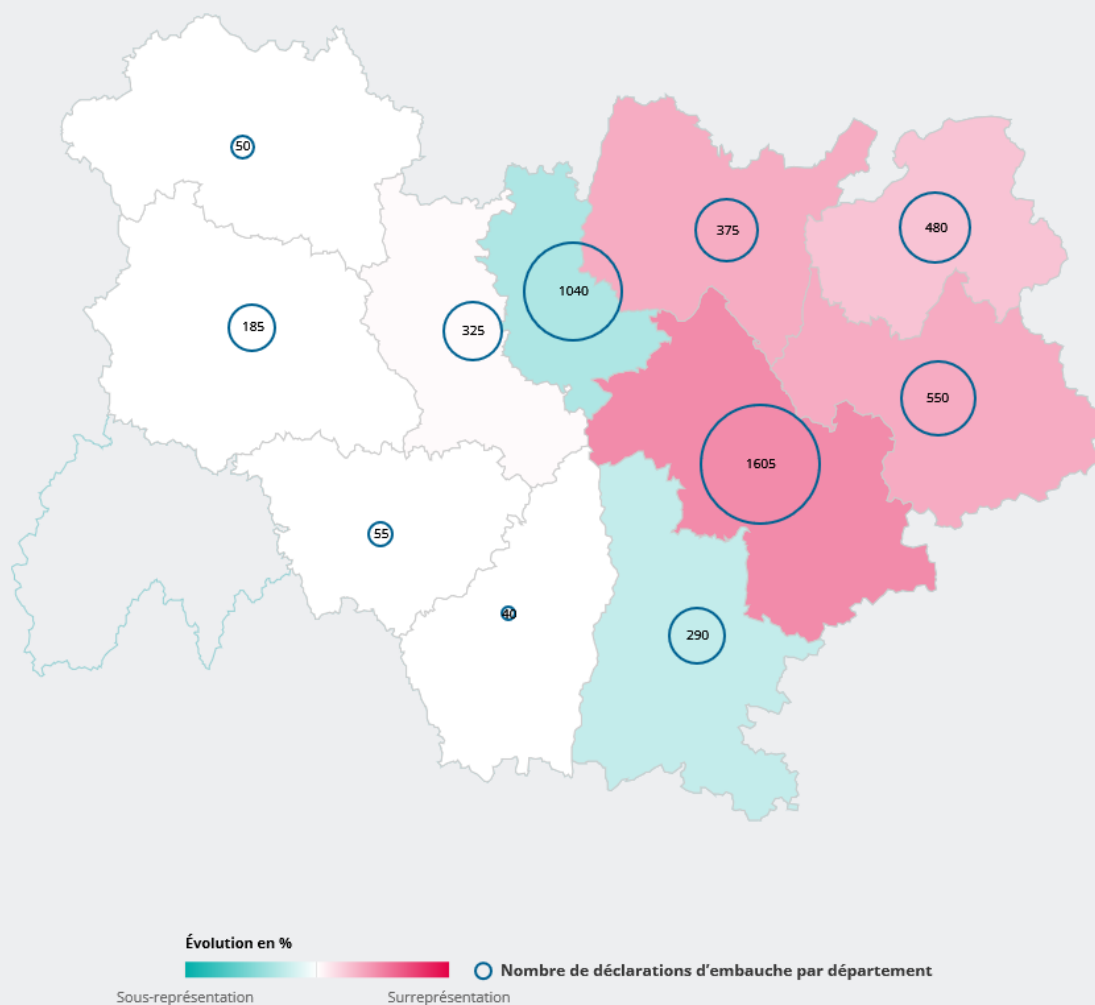 50
375
480
1040
185
325
550
1605
55
40
290
Évolution en %
Nombre de déclarations d'embauche par département
Sous-représentation
Surreprésentation